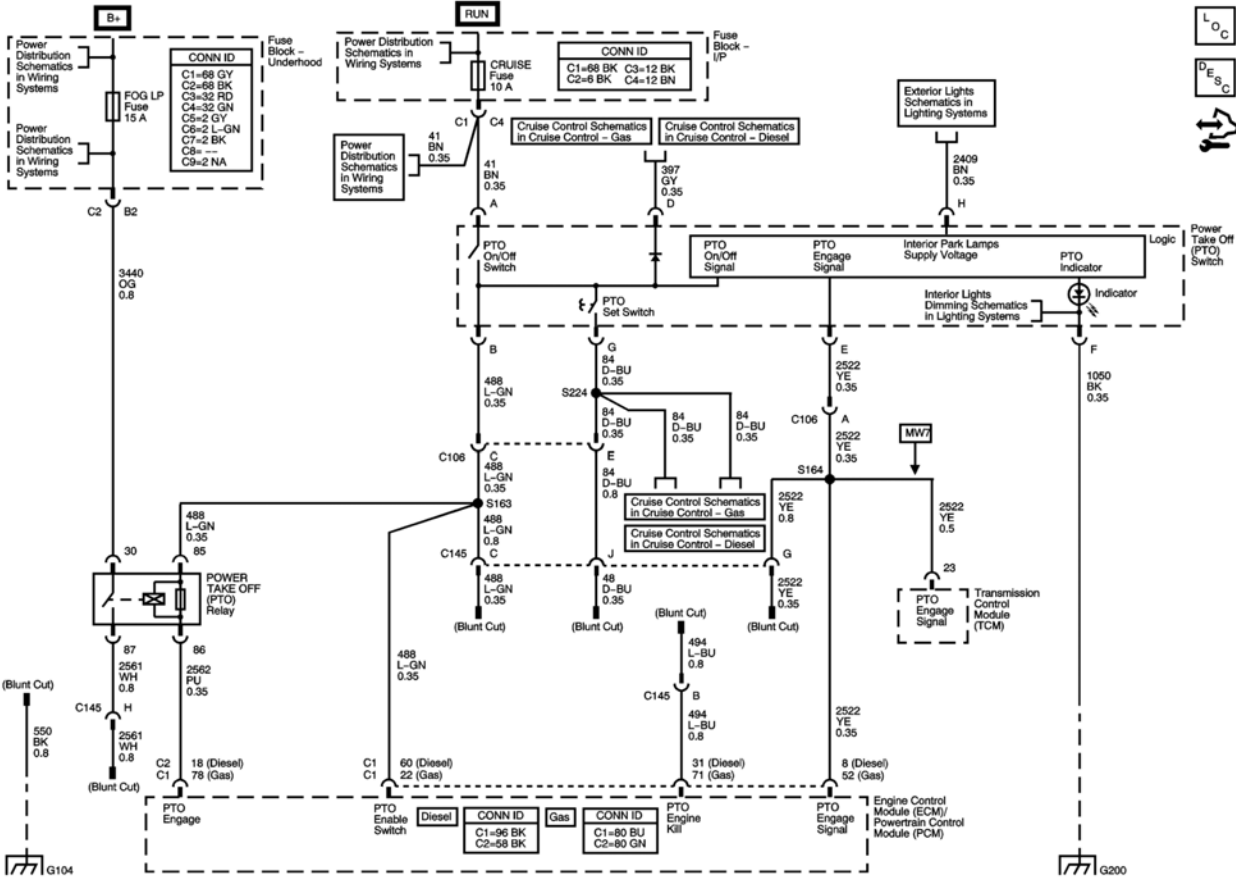 B+
Power
Distribution
Schematics
in Wiring
Systems
FOG LP
Fuse
15 A
Power
Distribution
Schematics
in Wiring
Systems
CONN ID
C1=68 GY
C2=68 BK
C3=32 RD
C4=32 GN
C5=2 GY
C6=2 L-GN
C7=2 BK
C8= --
C9=2 NA
Fuse
Block –
Underhood
C2 B2
3440
OG
0.8
RUN
Power Distribution
Schematics in
Wiring Systems
CRUISE
Fuse
10 A
CONN ID
C1=68 BK C3=12 BK
C2=6 BK C4=12 BN
Fuse
Block –
I/P
C1 C4
41
BN
0.35
Power
Distribution
Schematics
in Wiring
Systems
41
BN
0.35
A
Cruise Control Schematics
in Cruise Control – Gas
Cruise Control Schematics
in Cruise Control – Diesel
397
GY
0.35
D
Exterior Lights
Schematics in
Lighting Systems
2409
BN
0.35
H
L
O
C
D
E
S
C
PTO
On/Off
Switch
PTO
Set Switch
PTO
On/Off
Signal
PTO
Engage
Signal
Interior Park Lamps
Supply Voltage
PTO
Indicator
Logic
Power
Take Off
(PTO)
Switch
Interior Lights
Dimming Schematics
in Lighting Systems
Indicator
B
G
E
F
488
L-GN
0.35
84
D-BU
0.35
2522
YE
0.35
1050
BK
0.35
S224
84
D-BU
0.35
84
D-BU
0.35
84
D-BU
0.35
C106 A
2522
YE
0.35
MW7
C106 C
E
488
L-GN
0.35
84
D-BU
0.8
S164
S163
Cruise Control Schematics
in Cruise Control – Gas
Cruise Control Schematics
in Cruise Control – Diesel
2522
YE
0.8
2522
YE
0.5
488
L-GN
0.35
488
L-GN
0.8
C145 C
J
G
30
85
POWER
TAKE OFF
(PTO)
Relay
488
L-GN
0.35
48
D-BU
0.35
2522
YE
0.35
23
PTO
Engage
Signal
Transmission
Control
Module
(TCM)
(Blunt Cut)
(Blunt Cut)
(Blunt Cut)
(Blunt Cut)
87
86
2561
WH
0.8
2562
PU
0.35
488
L-GN
0.35
494
L-BU
0.8
C145 B
494
L-BU
0.8
2522
YE
0.35
(Blunt Cut)
550
BK
0.8
C145 H
2561
WH
0.8
(Blunt Cut)
C2 18 (Diesel)
C1 78 (Gas)
C1 60 (Diesel)
C1 22 (Gas)
31 (Diesel)
71 (Gas)
8 (Diesel)
52 (Gas)
PTO
Engage
PTO
Enable
Switch
Diesel
CONN ID
C1=96 BK
C2=58 BK
Gas
CONN ID
C1=80 BU
C2=80 GN
PTO
Engine
Kill
PTO
Engage
Signal
Engine Control
Module (ECM)/
Powertrain Control
Module (PCM)
G104
G200